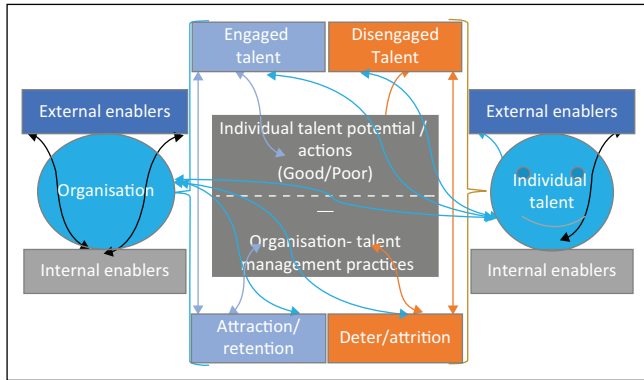 Engaged
talent
Disengaged
Talent
External enablers
External enablers
Individual talent potential /
actions
(Good/Poor)
Organisation
Individual
talent
—
Organisation- talent
management practices
Internal enablers
Internal enablers
Attraction/
retention
Deter/attrition